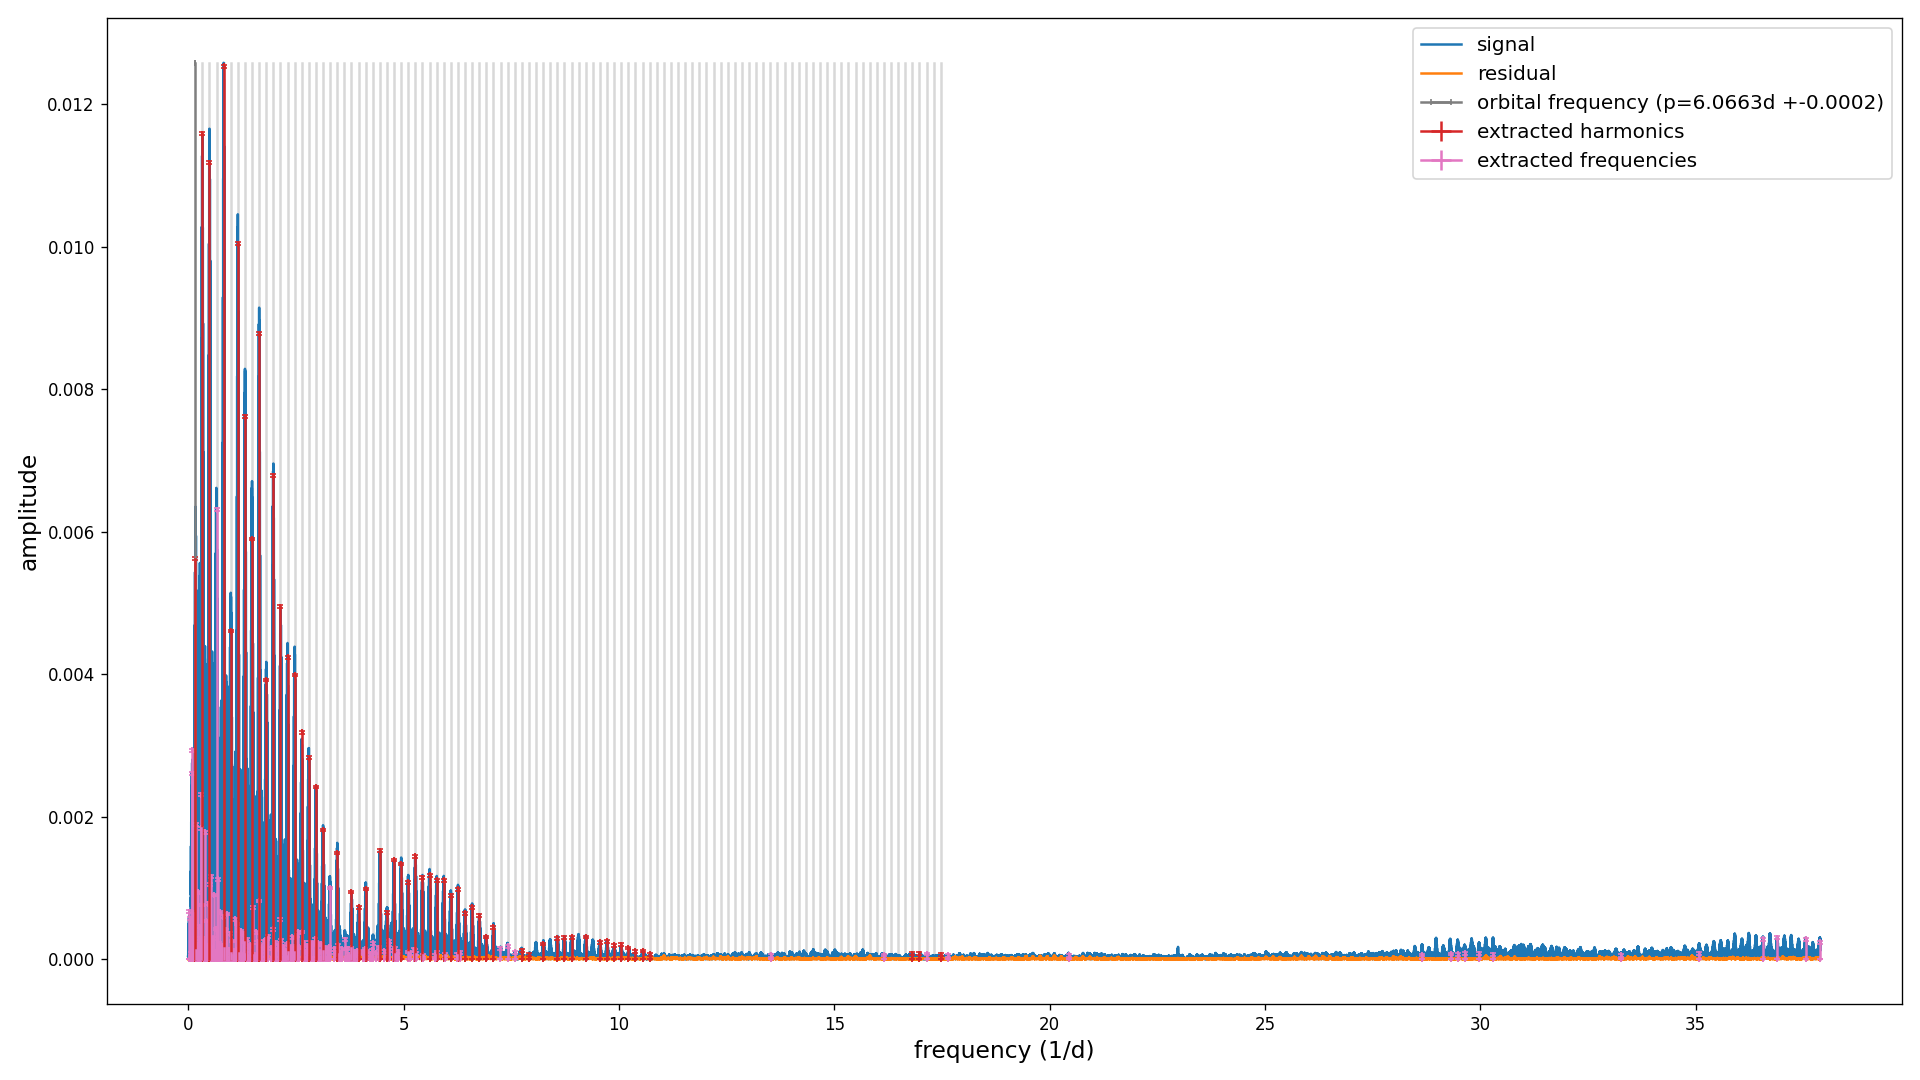 signal
residual
orbital frequency (p=6.0663d +-0.0002)
extracted harmonics
extracted frequencies
0.012
0.010
0.008
0.006
0.004
0.002
0.000
amplitude
0 5 10 15 20 25 30 35
frequency (1/d)